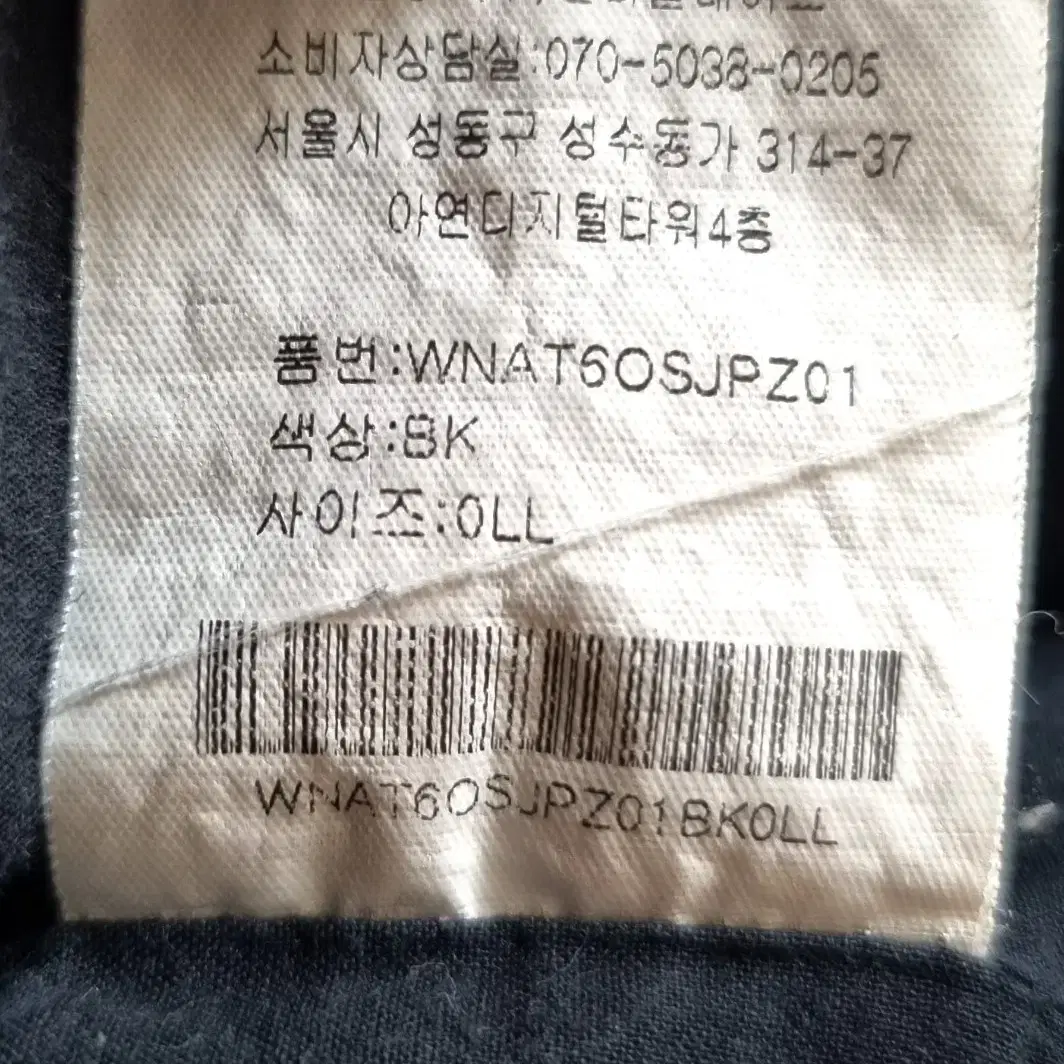 소비자상담실:070-5038-0205
서울시 성동구 성수동가 314-37
아연디지털타워4층
품번:WNAT6OSJPZ01
색상:BK
사이즈:0LL
WNAT6OSJPZ01BK0LL